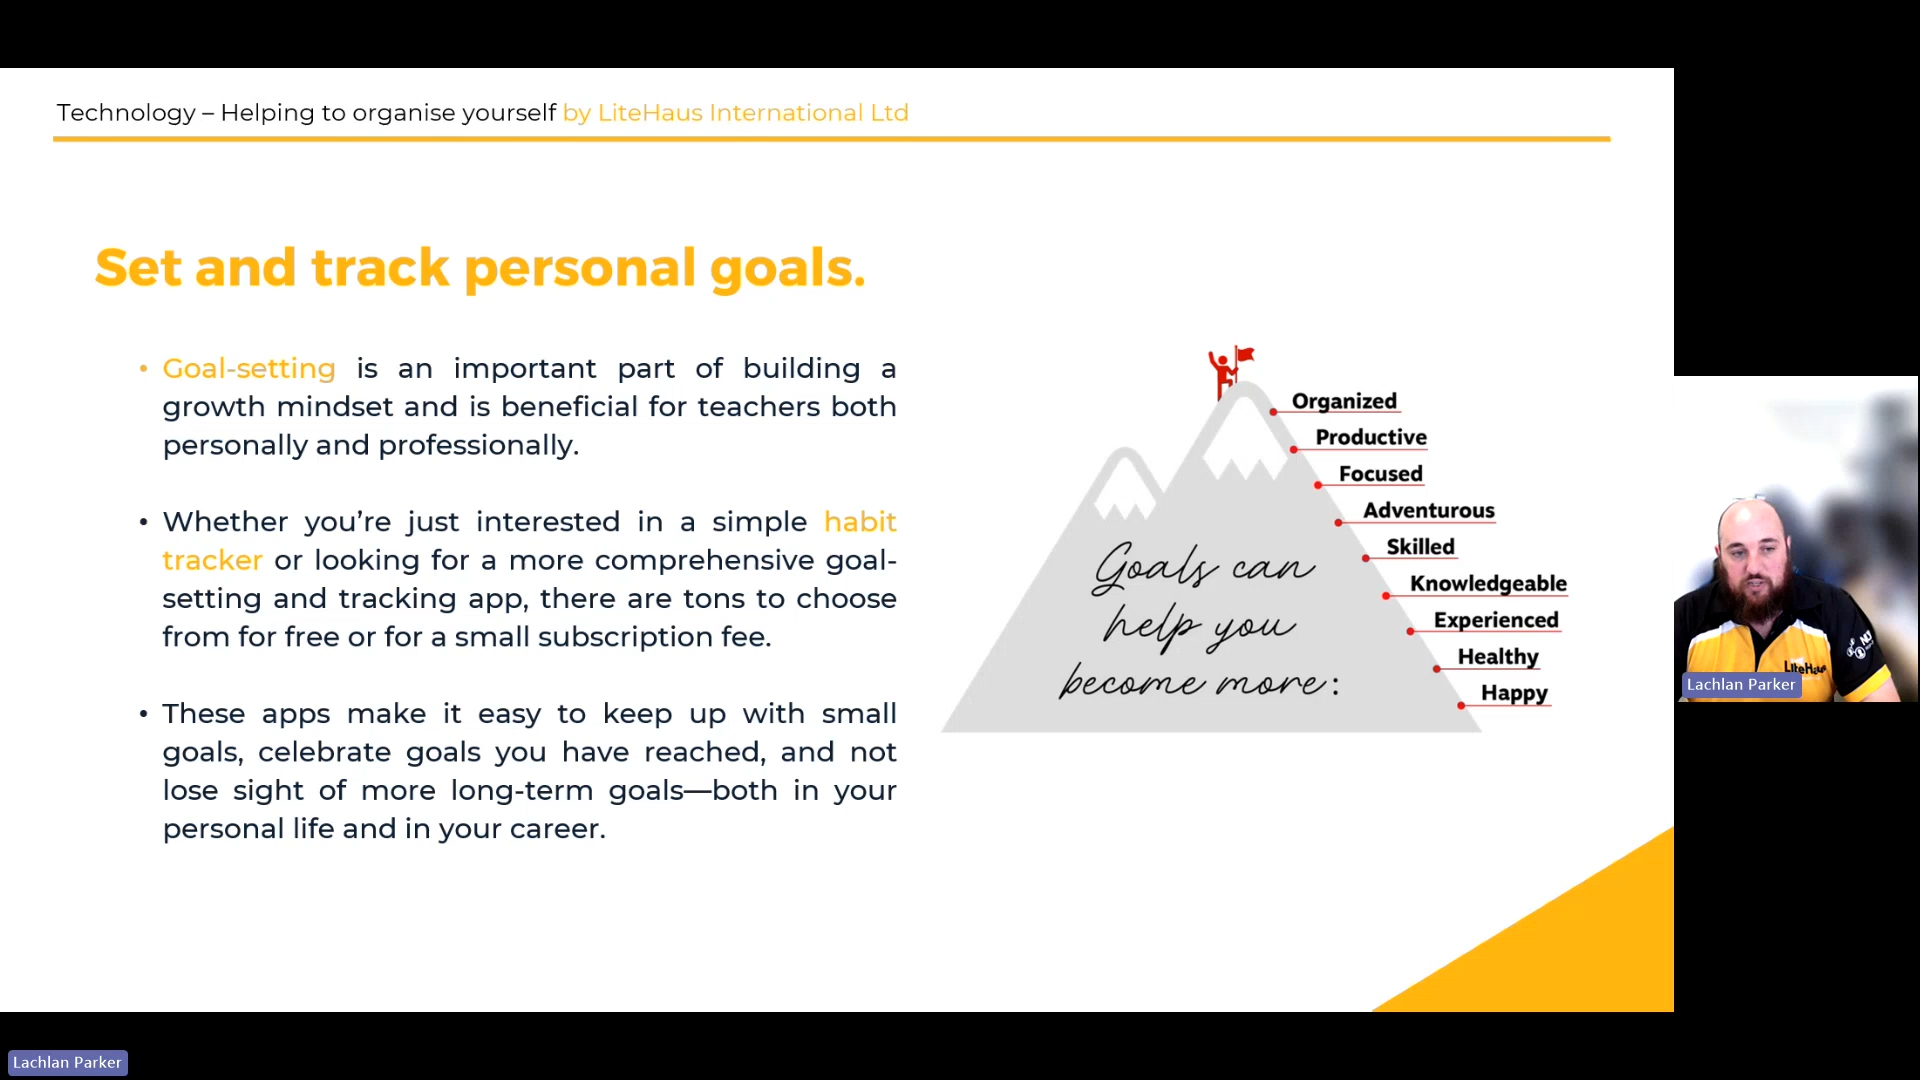 Technology – Helping to organise yourself by LiteHaus International Ltd
Set and track personal goals.
• Goal-setting is an important part of building a
growth mindset and is beneficial for teachers both
personally and professionally.
• Whether you’re just interested in a simple habit
tracker or looking for a more comprehensive goal-
setting and tracking app, there are tons to choose
from for free or for a small subscription fee.
• These apps make it easy to keep up with small
goals, celebrate goals you have reached, and not
lose sight of more long-term goals—both in your
personal life and in your career.
Goals can
help you
become more:
Organized
Productive
Focused
Adventurous
Skilled
Knowledgeable
Experienced
Healthy
Happy
LiteHaus
Lachlan Parker
Lachlan Parker